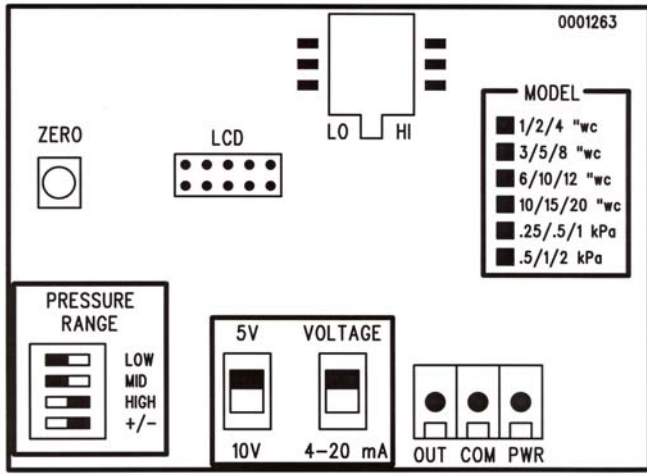 0001263
ZERO
LCD
LO HI
MODEL
1/2/4 "wc
3/5/8 "wc
6/10/12 "wc
10/15/20 "wc
.25/.5/1 kPa
.5/1/2 kPa
PRESSURE
RANGE
LOW
MID
HIGH
+/-
5V VOLTAGE
10V 4-20 mA
OUT COM PWR